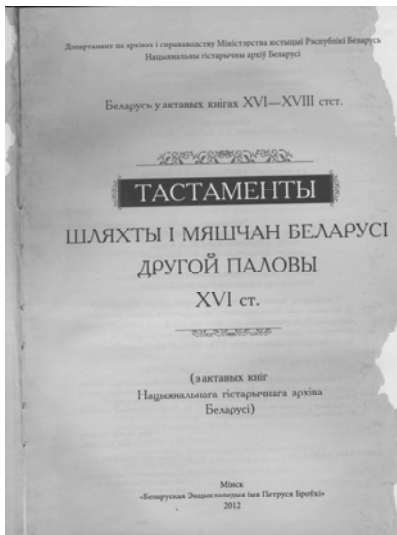 Дэпартамент па архівах і справаводству Міністэрства юстыцыі Рэспублікі Беларусь
Нацыянальны гістарычны архіў Беларусі
Беларусь у актавых кнігах XVI—XVIII стст.
ТАСТАМЕНТЫ
ШЛЯХТЫ І МЯШЧАН БЕЛАРУСІ
ДРУГОЙ ПАЛОВЫ
XVI ст.
(з актавых кніг
Нацыянальнага гістарычнага архіва
Беларусі)
Мінск
«Беларуская Энцыклапедыя імя Петруся Броўкі»
2012